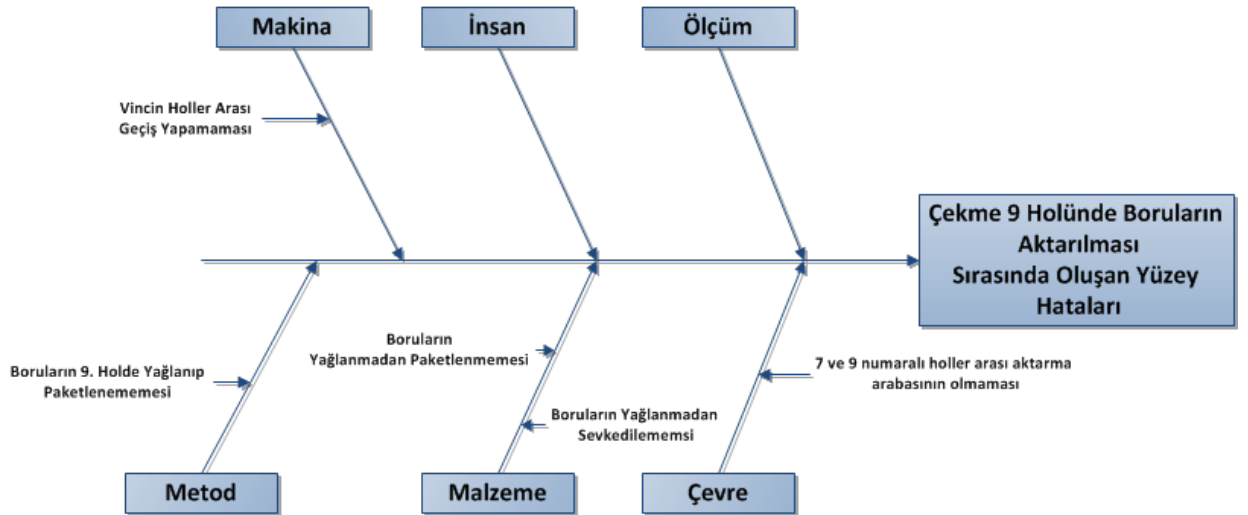 Makina
İnsan
Ölçüm
Vincin Holler Arası
Geçiş Yapamaması
Çekme 9 Holünde Boruların
Aktarılması
Sırasında Oluşan Yüzey
Hataları
Boruların
Yağlanmadan Paketlenmemesi
Boruların 9. Holde Yağlanıp
Paketlenememesi
7 ve 9 numaralı holler arası aktarma
arabasının olmaması
Boruların Yağlanmadan
Sevkedilememsi
Metod
Malzeme
Çevre